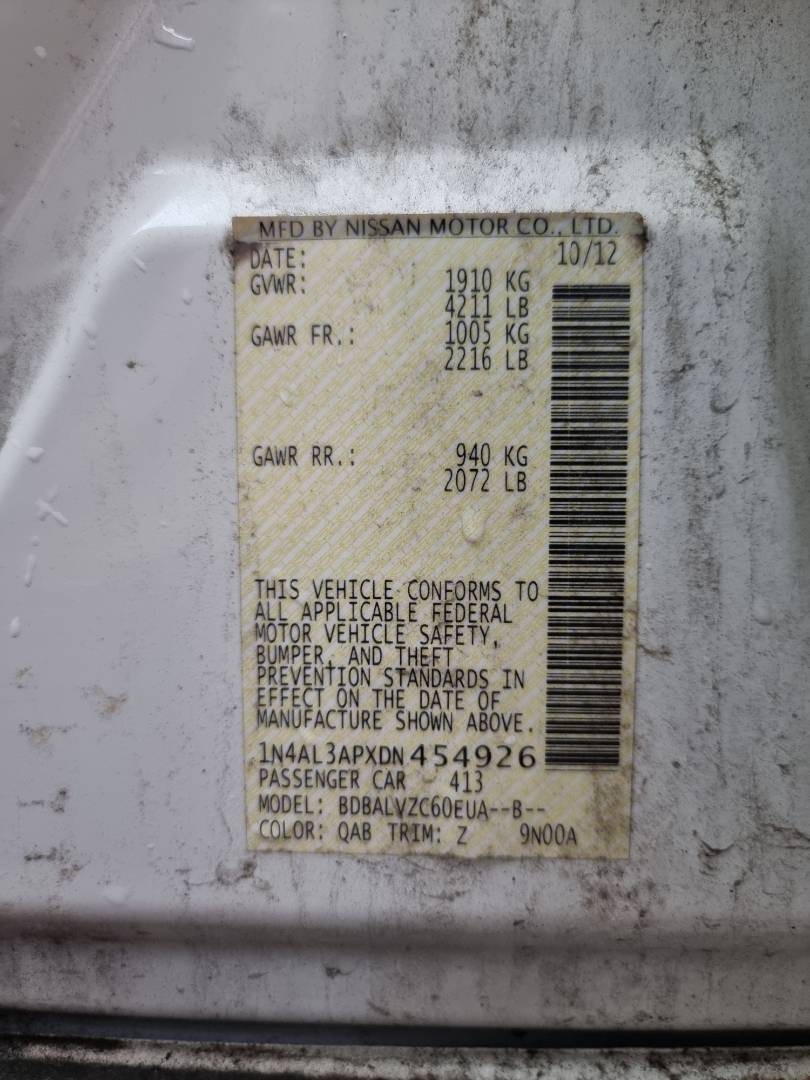 MFD BY NISSAN MOTOR CO., LTD.
DATE: 10/12
GVWR: 1910 KG
4211 LB
GAWR FR.: 1005 KG
2216 LB
GAWR RR.: 940 KG
2072 LB
THIS VEHICLE CONFORMS TO
ALL APPLICABLE FEDERAL
MOTOR VEHICLE SAFETY,
BUMPER, AND THEFT
PREVENTION STANDARDS IN
EFFECT ON THE DATE OF
MANUFACTURE SHOWN ABOVE.
1N4AL3APXDN454926
PASSENGER CAR 413
MODEL: BDBALVZC60EUA--B--
COLOR: QAB TRIM: Z 9N00A